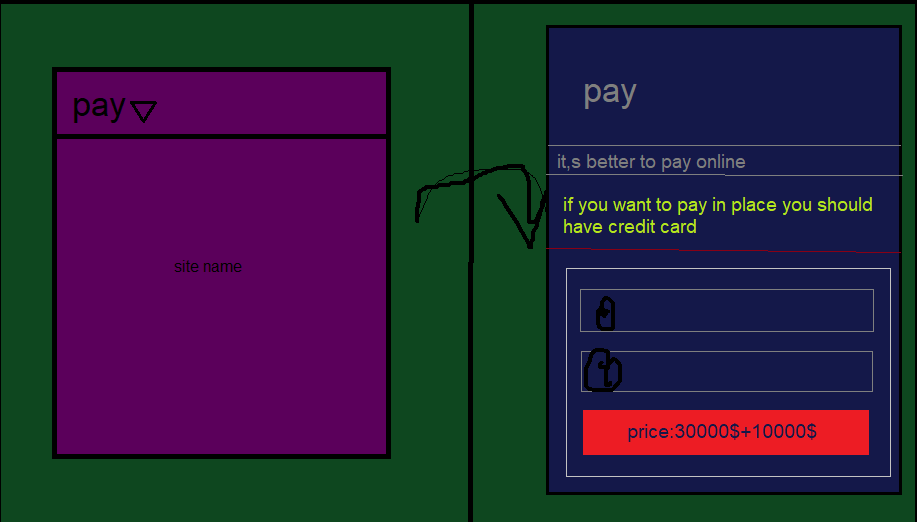 pay
site name
pay
it,s better to pay online
if you want to pay in place you should
have credit card
price:30000$+10000$